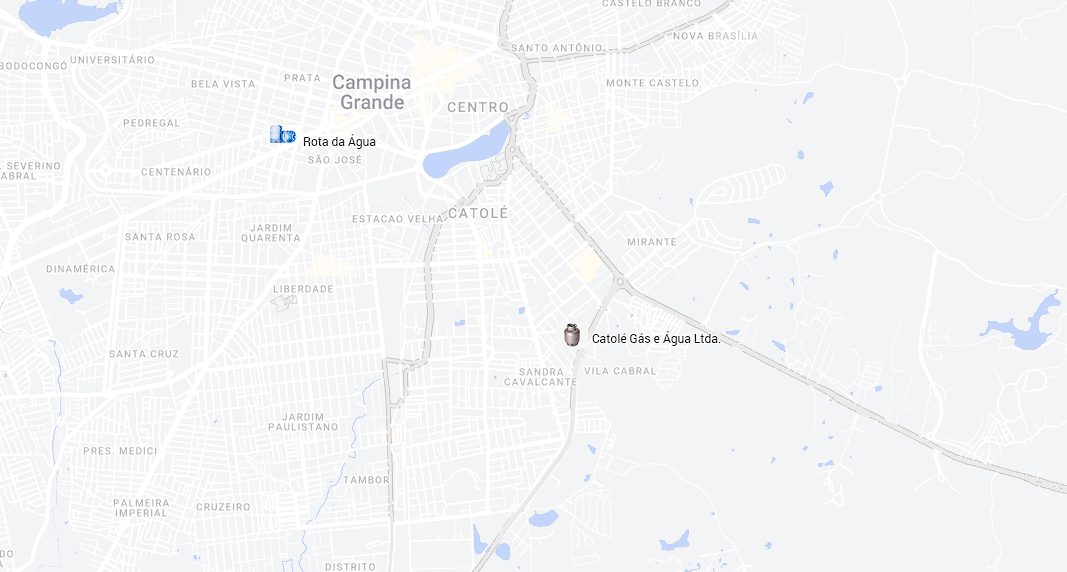 CASTELO BRANCO
NOVA BRASÍLIA
SANTO ANTÔNIO
UNIVERSITÁRIO
BODOCONGÓ
PRATA
BELA VISTA
Campina
Grande
MONTE CASTELO
CENTRO
PEDREGAL
Rota da Água
SÃO JOSÉ
SEVERINO
CABRAL
CENTENÁRIO
ESTACAO VELHA
CATOLÉ
JARDIM
QUARENTA
SANTA ROSA
MIRANTE
DINAMÉRICA
LIBERDADE
Catolé Gás e Água Ltda.
SANTA CRUZ
SANDRA
CAVALCANTE
VILA CABRAL
JARDIM
PAULISTANO
PRES. MEDICI
TAMBOR
PALMEIRA
IMPERIAL
CRUZEIRO
DISTRITO